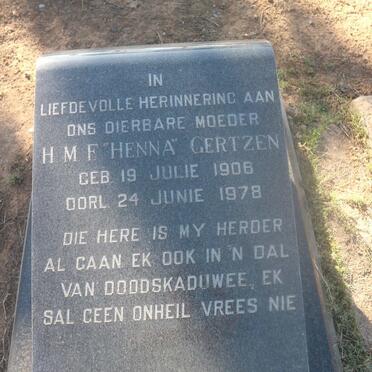 IN
LIEFDEVOLLE HERINNERING AAN
ONS DIERBARE MOEDER
H M F "HENNA" GERTZEN
GEB 19 JULIE 1906
OORL 24 JUNIE 1978
DIE HERE IS MY HERDER
AL GAAN EK OOK IN 'N DAL
VAN DOODSKADUWEE, EK
SAL GEEN ONHEIL VREES NIE